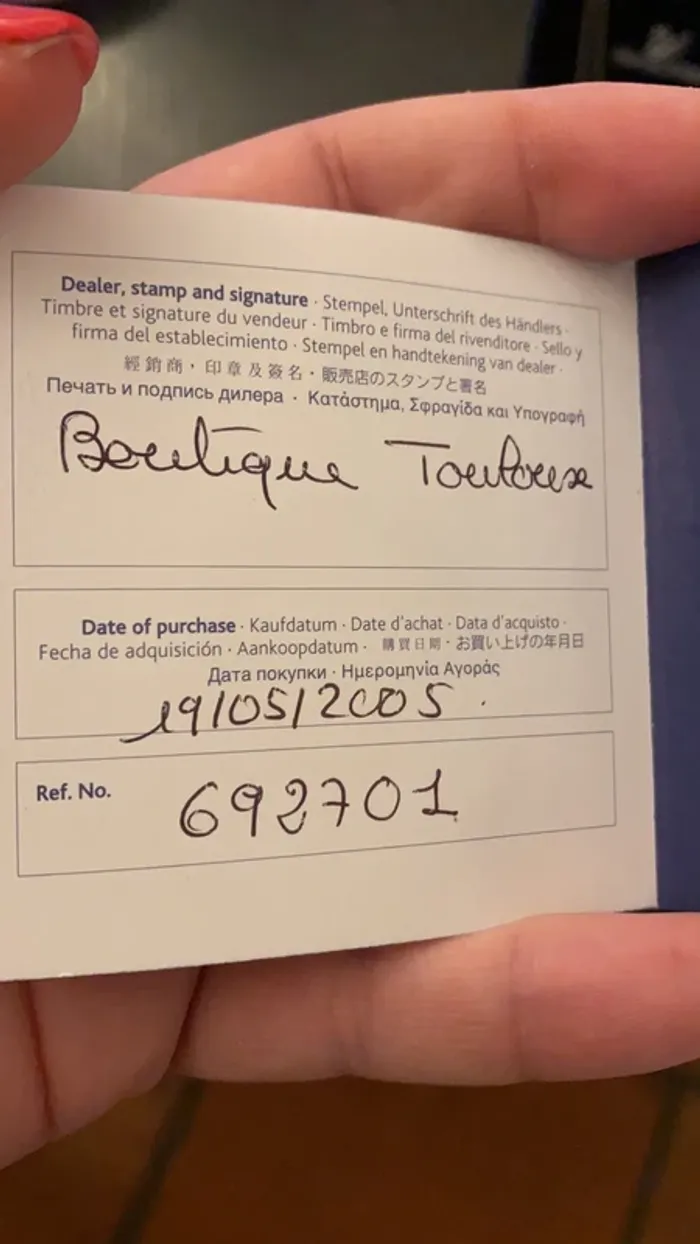 Dealer, stamp and signature · Stempel, Unterschrift des Händlers ·
Timbre et signature du vendeur · Timbro e firma del rivenditore · Sello y
firma del establecimiento · Stempel en handtekening van dealer ·
經銷商・印章及簽名・販売店のスタンプと署名
Печать и подпись дилера · Κατάστημα, Σφραγίδα και Υπογραφή
Boutique Toulouse
Date of purchase · Kaufdatum · Date d'achat · Data d'acquisto ·
Fecha de adquisición · Aankoopdatum · 購買日期・お買い上げの年月日
Дата покупки · Ημερομηνία Αγοράς
19/05/2005.
Ref. No. 692701